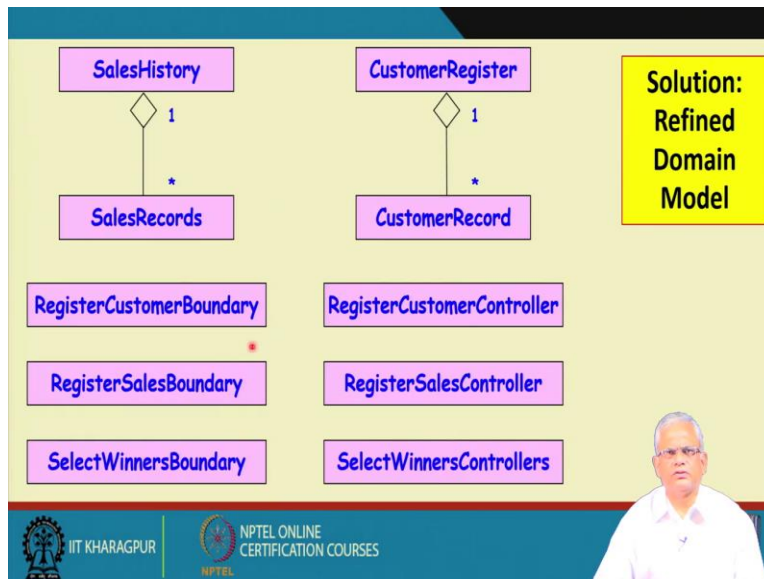 SalesHistory
1
*
SalesRecords
CustomerRegister
1
*
CustomerRecord
Solution:
Refined
Domain
Model
RegisterCustomerBoundary
RegisterCustomerController
RegisterSalesBoundary
RegisterSalesController
SelectWinnersBoundary
SelectWinnersControllers
IIT KHARAGPUR
NPTEL
NPTEL ONLINE
CERTIFICATION COURSES